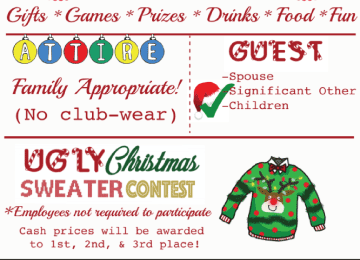 Gifts * Games * Prizes * Drinks * Food * Fun
ATTIRE
Family Appropriate!
(No club-wear)
GUEST
-Spouse
Significant Other
-Children
UGLY Christmas
SWEATER CONTEST
*Employees not required to participate
Cash prices will be awarded
to 1st, 2nd, & 3rd place!